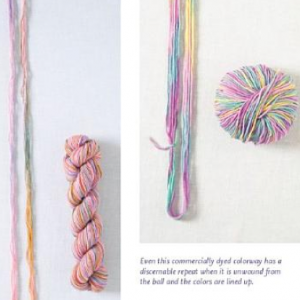 Even this commercially dyed colorway has a
discernable repeat when it is unwound from
the ball and the colors are lined up.